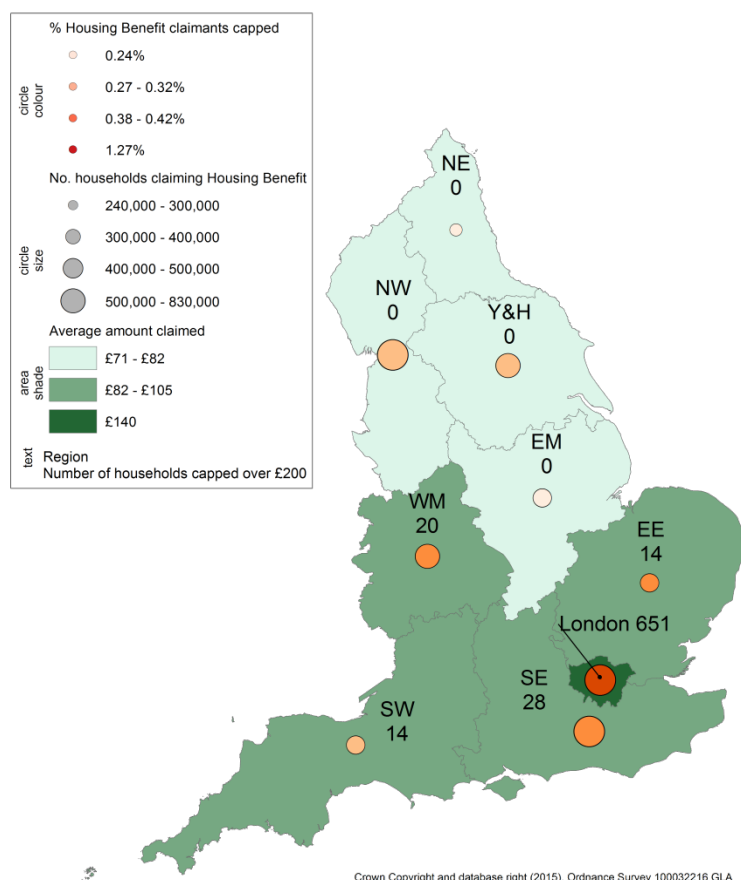 % Housing Benefit claimants capped
0.24%
0.27 - 0.32%
0.38 - 0.42%
1.27%
circle
colour
No. households claiming Housing Benefit
240,000 - 300,000
300,000 - 400,000
400,000 - 500,000
500,000 - 830,000
circle
size
Average amount claimed
£71 - £82
£82 - £105
£140
area
shade
text
Region
Number of households capped over £200
NE
0
NW
0
Y&H
0
EM
0
WM
20
EE
14
London 651
SE
28
SW
14
Crown Copyright and database right (2015). Ordnance Survey 100032216 GLA